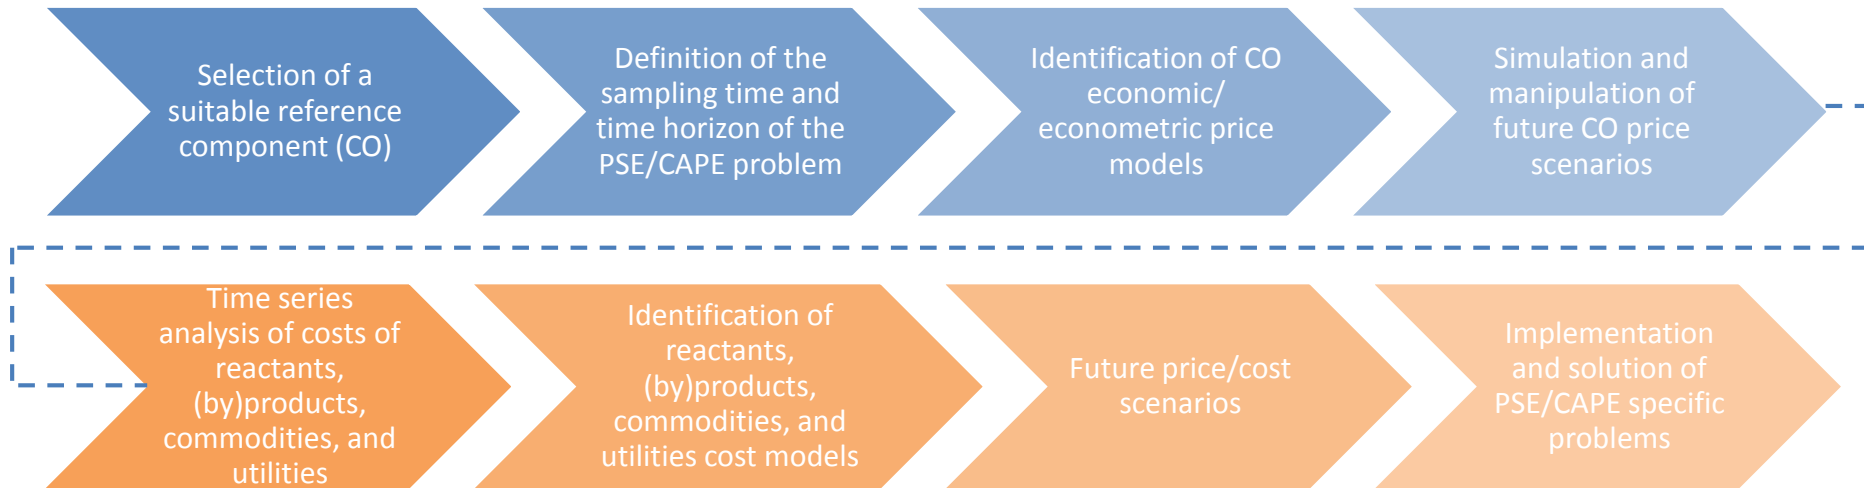 Selection of a
suitable reference
component (CO)
Definition of the
sampling time and
time horizon of the
PSE/CAPE problem
Identification of CO
economic/
econometric price
models
Simulation and
manipulation of
future CO price
scenarios
Time series
analysis of costs of
reactants,
(by)products,
commodities, and
utilities
Identification of
reactants,
(by)products,
commodities, and
utilities cost models
Future price/cost
scenarios
Implementation
and solution of
PSE/CAPE specific
problems